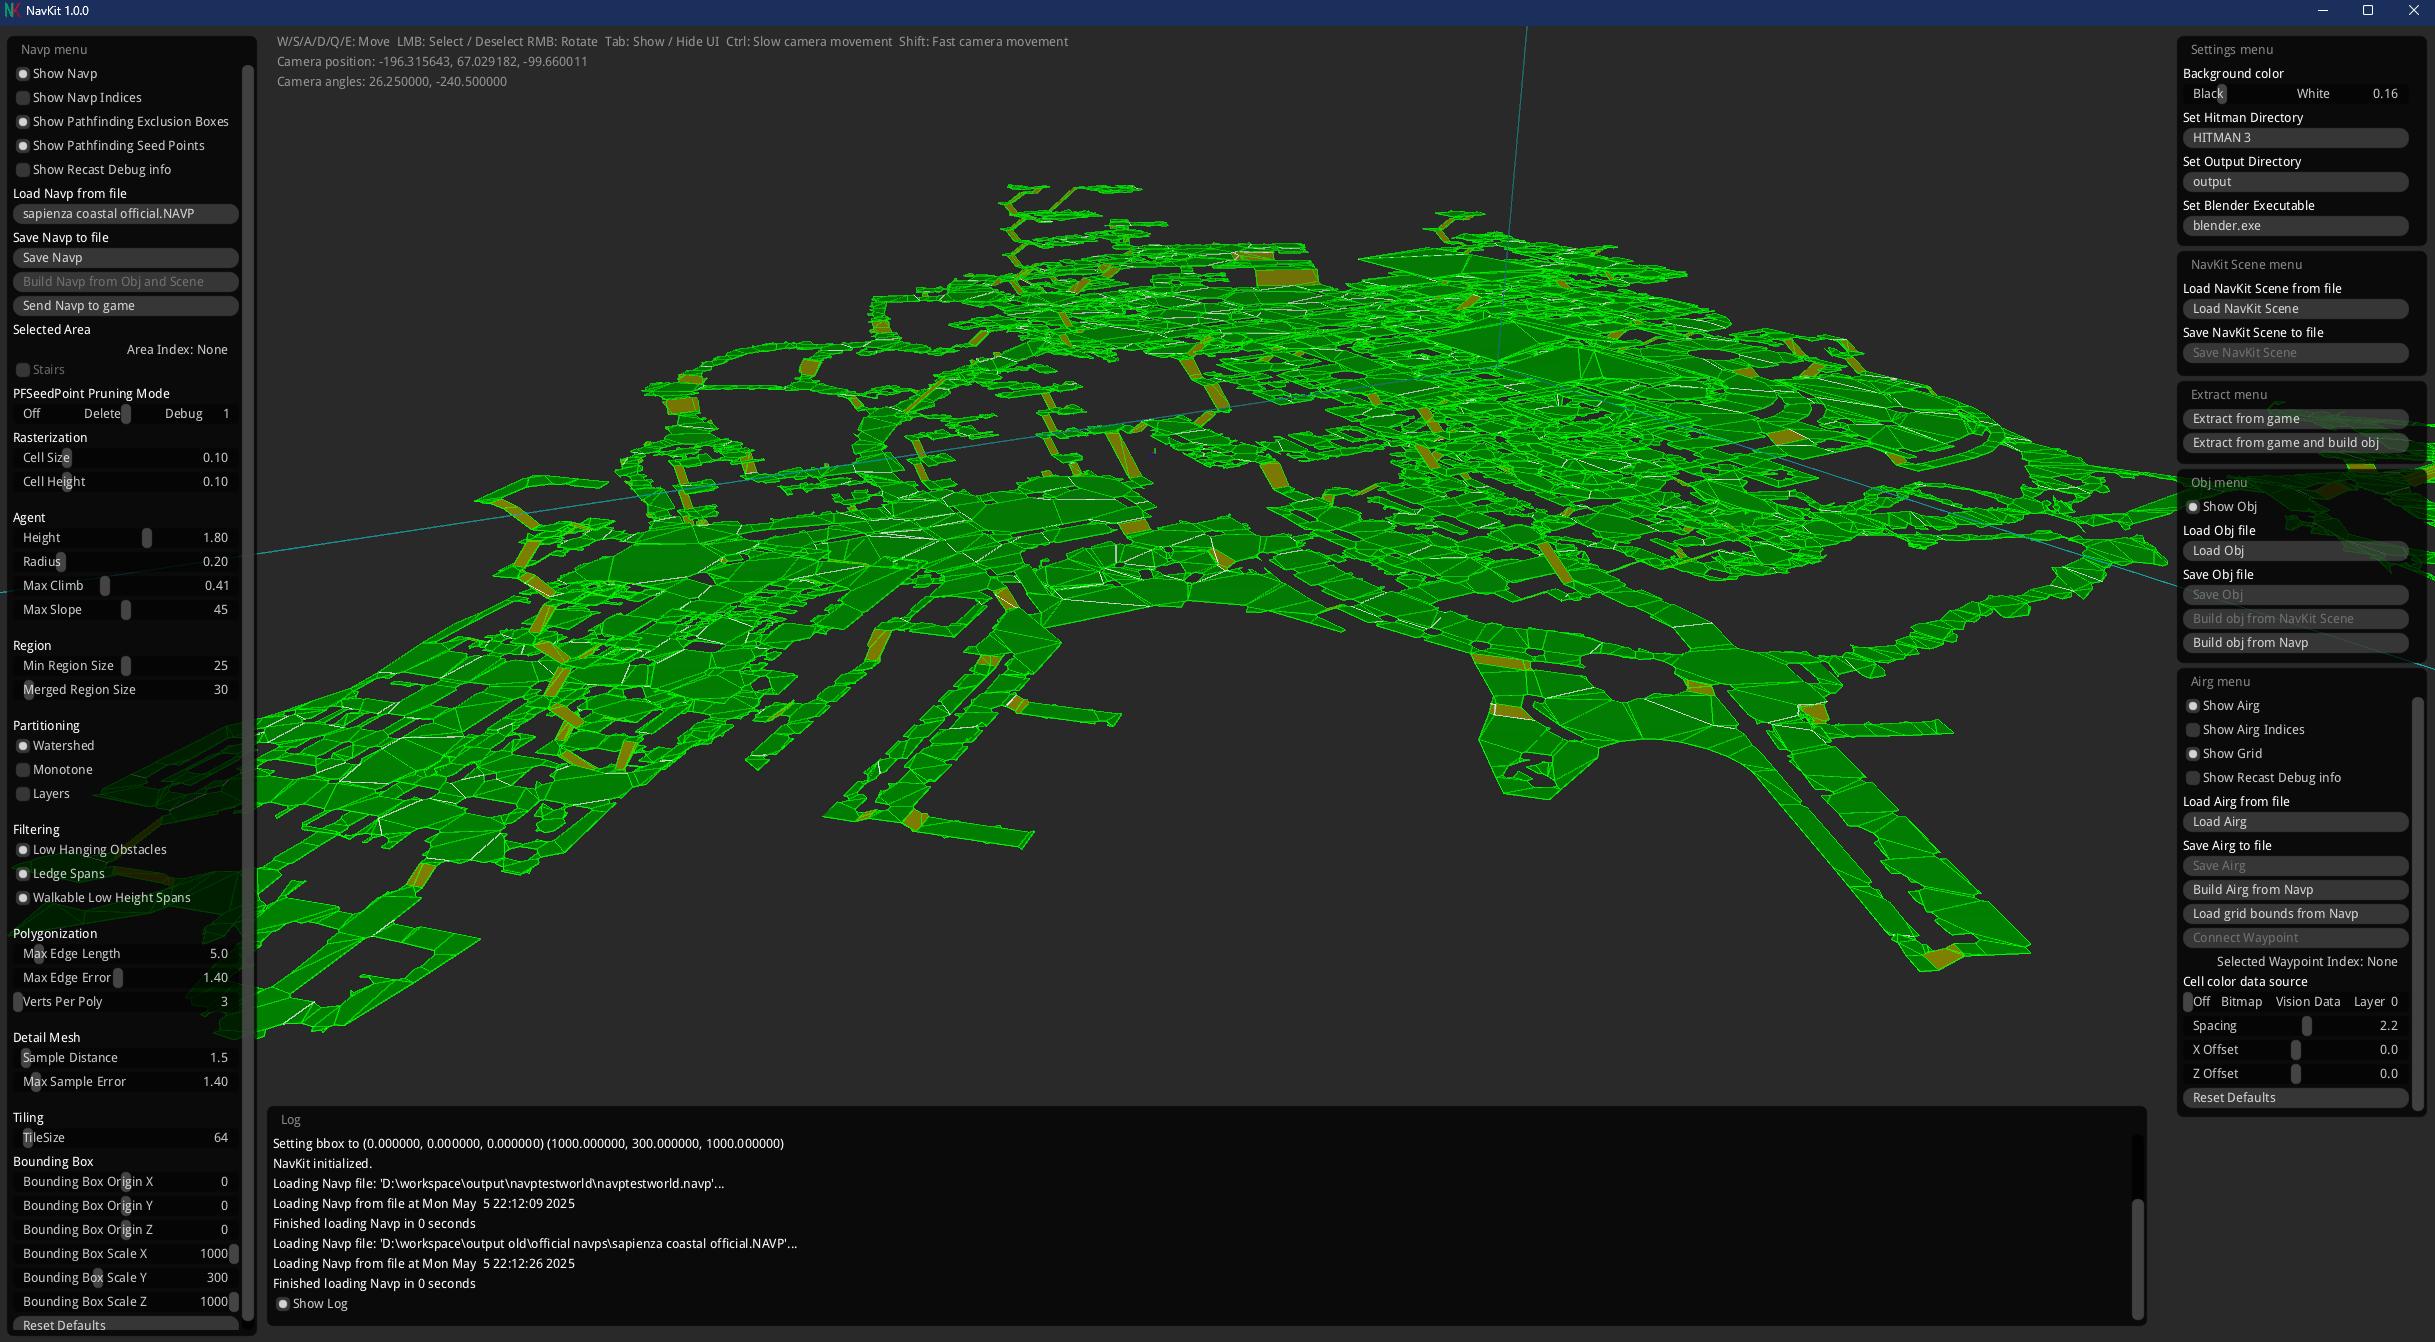 NavKit 1.0.0
Navp menu
Show Navp
Show Navp Indices
Show Pathfinding Exclusion Boxes
Show Pathfinding Seed Points
Show Recast Debug info
Load Navp from file
sapienza coastal official.NAVP
Save Navp to file
Save Navp
Build Navp from Obj and Scene
Send Navp to game
Selected Area
Area Index: None
Stairs
PFSeedPoint Pruning Mode
Off Delete Debug 1
Rasterization
Cell Size 0.10
Cell Height 0.10
Agent
Height 1.80
Radius 0.20
Max Climb 0.41
Max Slope 45
Region
Min Region Size 25
Merged Region Size 30
Partitioning
Watershed
Monotone
Layers
Filtering
Low Hanging Obstacles
Ledge Spans
Walkable Low Height Spans
Polygonization
Max Edge Length 5.0
Max Edge Error 1.40
Verts Per Poly 3
Detail Mesh
Sample Distance 1.5
Max Sample Error 1.40
Tiling
TileSize 64
Bounding Box
Bounding Box Origin X 0
Bounding Box Origin Y 0
Bounding Box Origin Z 0
Bounding Box Scale X 1000
Bounding Box Scale Y 300
Bounding Box Scale Z 1000
Reset Defaults
W/S/A/D/Q/E: Move LMB: Select / Deselect RMB: Rotate Tab: Show / Hide UI Ctrl: Slow camera movement Shift: Fast camera movement
Camera position: -196.315643, 67.029182, -99.660011
Camera angles: 26.250000, -240.500000
Log
Setting bbox to (0.000000, 0.000000, 0.000000) (1000.000000, 300.000000, 1000.000000)
NavKit initialized.
Loading Navp file: 'D:\workspace\output\navptestworld\navptestworld.navp'...
Loading Navp from file at Mon May 5 22:12:09 2025
Finished loading Navp in 0 seconds
Loading Navp file: 'D:\workspace\output old\official navps\sapienza coastal official.NAVP'...
Loading Navp from file at Mon May 5 22:12:26 2025
Finished loading Navp in 0 seconds
Show Log
Settings menu
Background color
Black White 0.16
Set Hitman Directory
HITMAN 3
Set Output Directory
output
Set Blender Executable
blender.exe
NavKit Scene menu
Load NavKit Scene from file
Load NavKit Scene
Save NavKit Scene to file
Save NavKit Scene
Extract menu
Extract from game
Extract from game and build obj
Obj menu
Show Obj
Load Obj file
Load Obj
Save Obj file
Save Obj
Build obj from NavKit Scene
Build obj from Navp
Airg menu
Show Airg
Show Airg Indices
Show Grid
Show Recast Debug info
Load Airg from file
Load Airg
Save Airg to file
Save Airg
Build Airg from Navp
Load grid bounds from Navp
Connect Waypoint
Selected Waypoint Index: None
Cell color data source
Off Bitmap Vision Data Layer 0
Spacing 2.2
X Offset 0.0
Z Offset 0.0
Reset Defaults